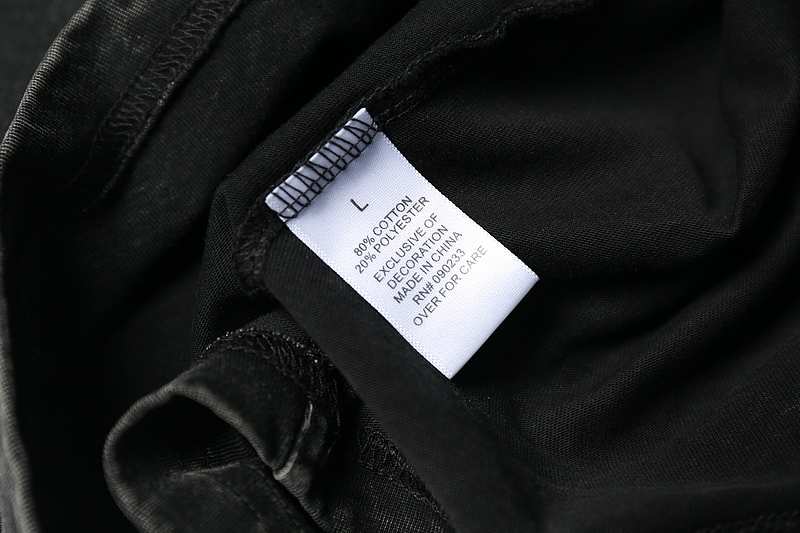 L
80% COTTON
20% POLYESTER
EXCLUSIVE OF
DECORATION
MADE IN CHINA
RN# 090233
OVER FOR CARE